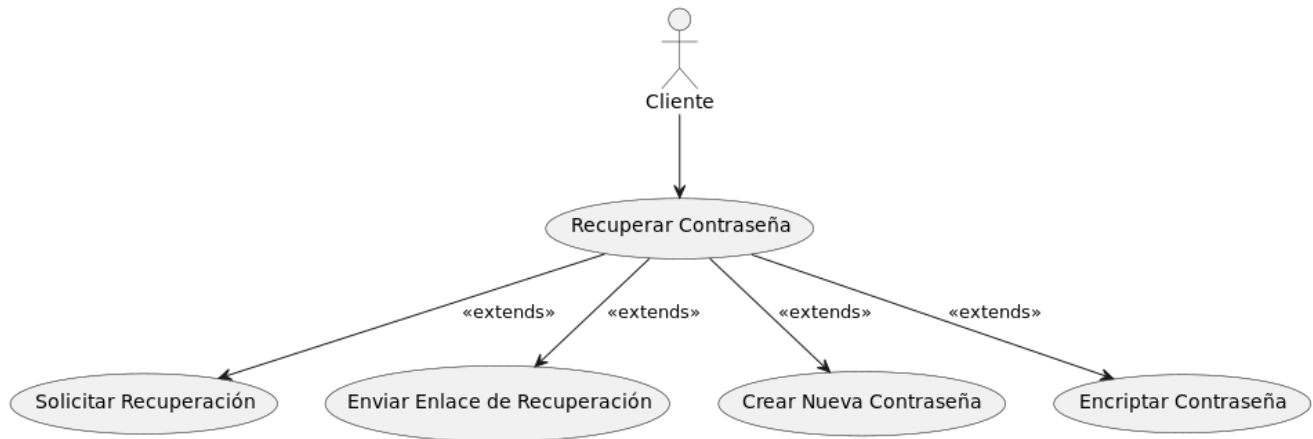 Cliente
Recuperar Contraseña
«extends» «extends» «extends» «extends»
Solicitar Recuperación Enviar Enlace de Recuperación Crear Nueva Contraseña Encriptar Contraseña